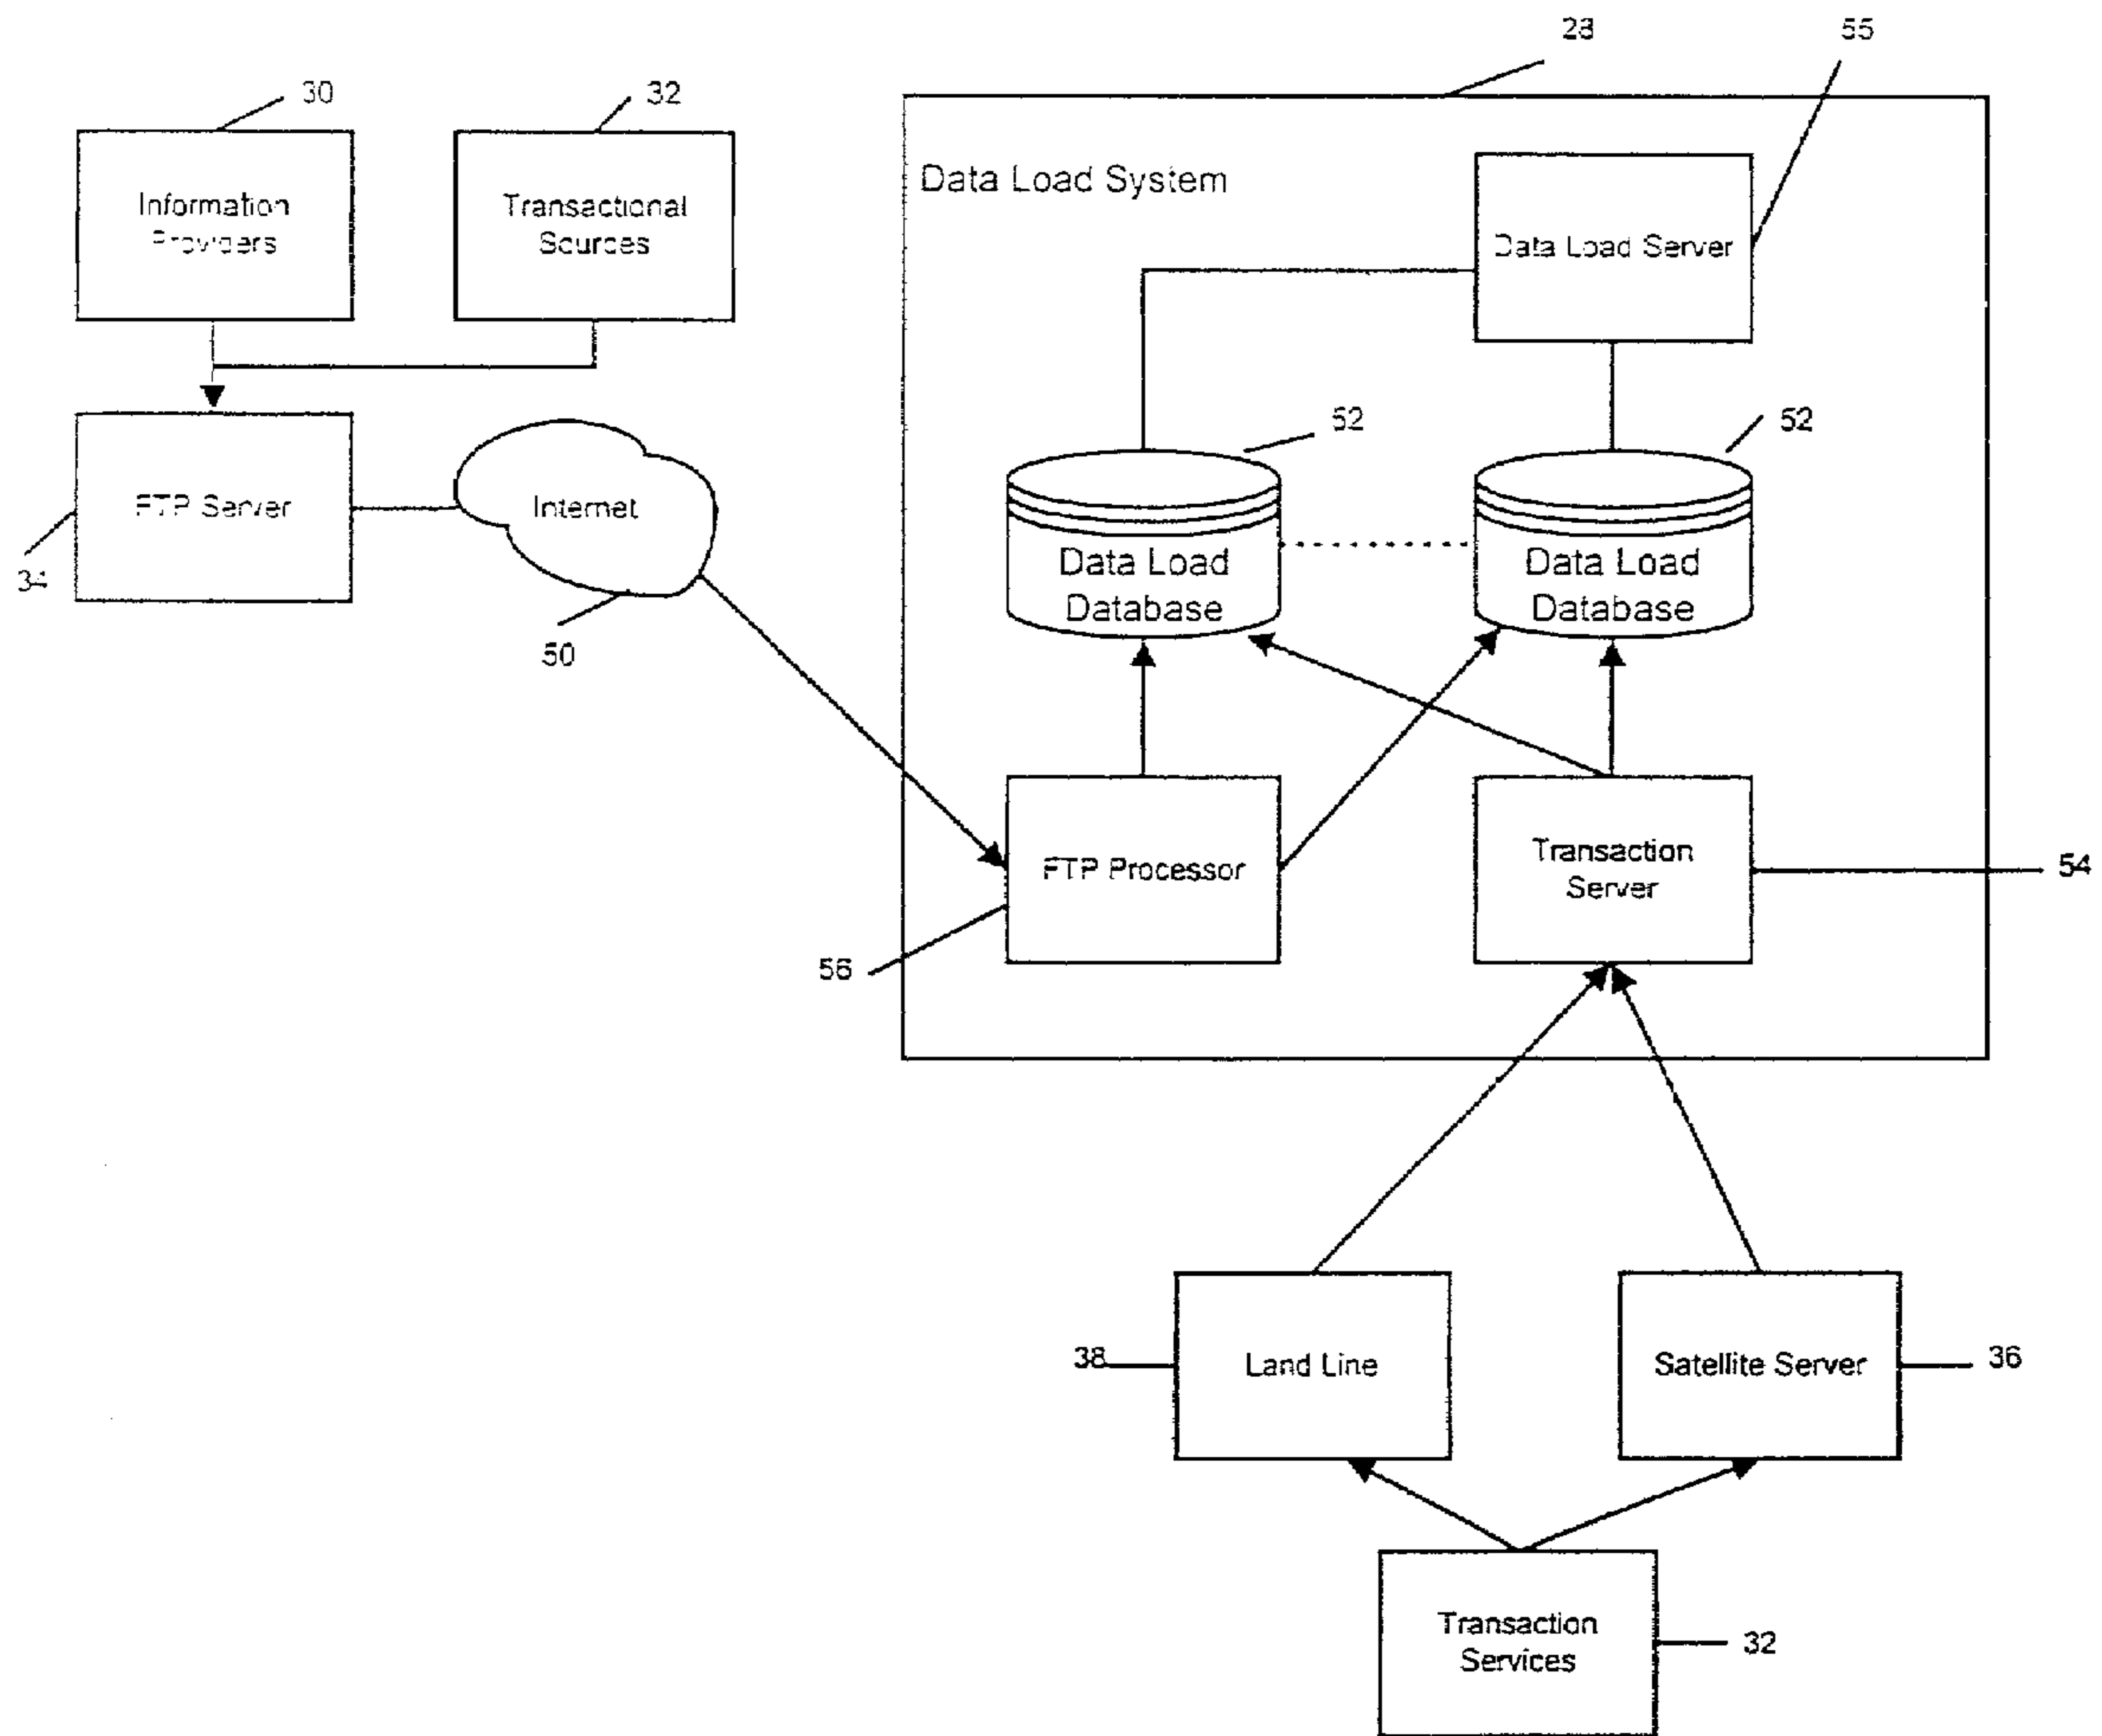 28
55
30
32
Information
Providers
Transactional
Sources
Data Load System
Data Load Server
52
52
FTP Server
Internet
34
50
Data Load
Database
Data Load
Database
FTP Processor
Transaction
Server
54
56
38
Land Line
Satellite Server
36
Transaction
Services
32